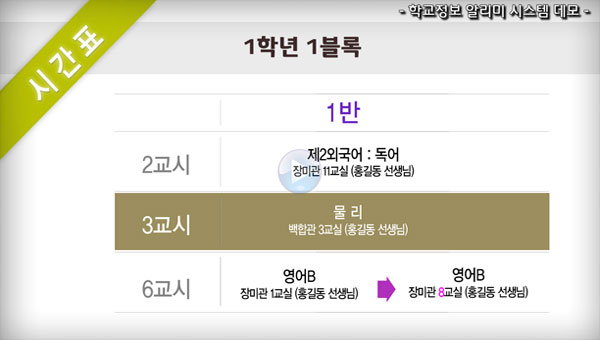 - 학교정보 알리미 시스템 데모 -
시간표
1학년 1블록
1반
2교시
제2외국어 : 독어
장미관 11교실 (홍길동 선생님)
3교시
물 리
백합관 3교실 (홍길동 선생님)
6교시
영어B
장미관 1교실 (홍길동 선생님)
영어B
장미관 8교실 (홍길동 선생님)